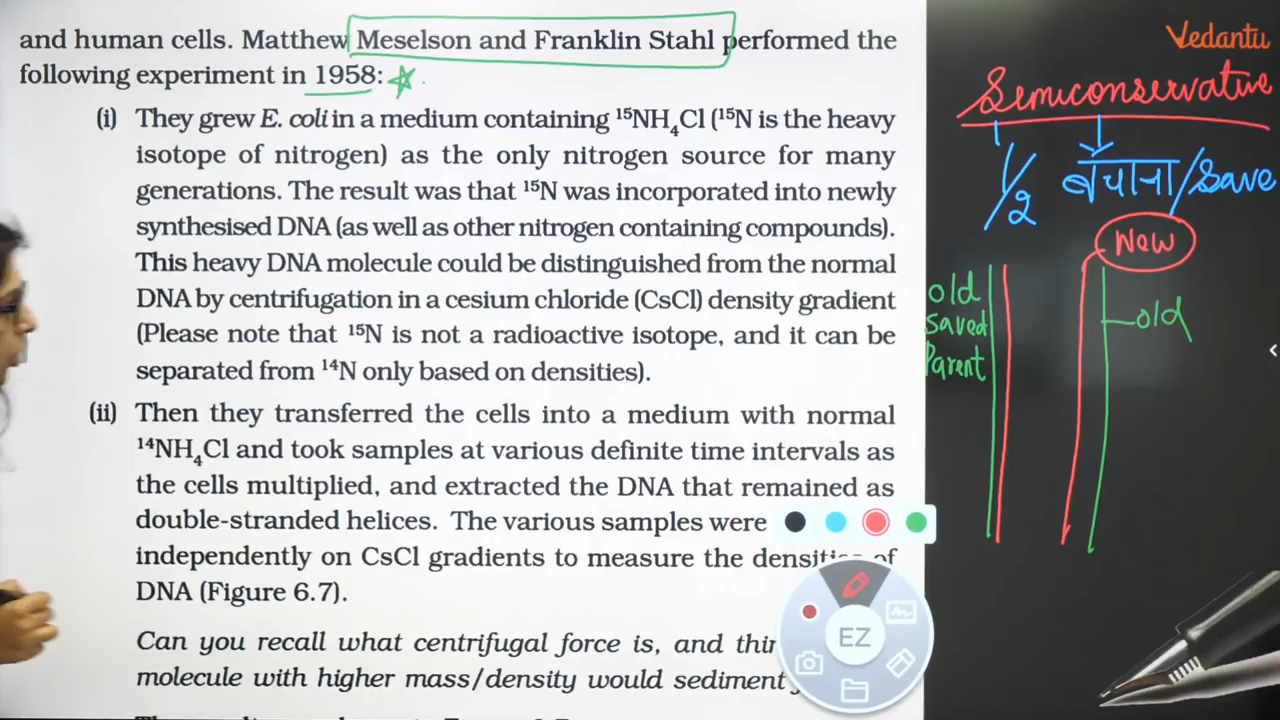 and human cells. Matthew Meselson and Franklin Stahl performed the
following experiment in 1958:
(i) They grew E. coli in a medium containing ¹⁵NH₄Cl (¹⁵N is the heavy
isotope of nitrogen) as the only nitrogen source for many
generations. The result was that ¹⁵N was incorporated into newly
synthesised DNA (as well as other nitrogen containing compounds).
This heavy DNA molecule could be distinguished from the normal
DNA by centrifugation in a cesium chloride (CsCl) density gradient
(Please note that ¹⁵N is not a radioactive isotope, and it can be
separated from ¹⁴N only based on densities).
(ii) Then they transferred the cells into a medium with normal
¹⁴NH₄Cl and took samples at various definite time intervals as
the cells multiplied, and extracted the DNA that remained as
double-stranded helices. The various samples were
independently on CsCl gradients to measure the densities of
DNA (Figure 6.7).
Can you recall what centrifugal force is, and
molecule with higher mass/density would sediment
EZ
Vedantu
Semiconservative
1/2 बचाना/Save
New
old
saved
Parent
old